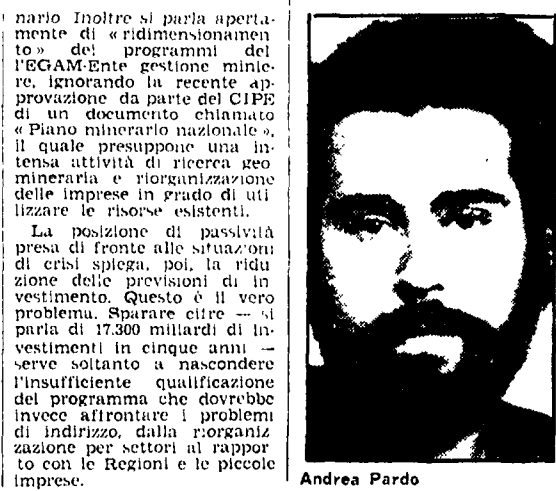 nario Inoltre si parla aperta-
mente di «ridimensionamen
to» dei programmi del
l'EGAM-Ente gestione minie-
re, ignorando la recente ap-
provazione da parte del CIPE
di un documento chiamato
« Piano minerario nazionale »,
il quale presuppone una in-
tensa attività di ricerca geo
mineraria e riorganizzazione
delle imprese in grado di uti
lizzare le risorse esistenti.
La posizione di passività
presa di fronte alle situazioni
di crisi spiega, poi, la ridu
zione delle previsioni di in
vestimento. Questo è il vero
problema. Sparare cifre — si
parla di 17.300 miliardi di in-
vestimenti in cinque anni —
serve soltanto a nascondere
l'insufficiente qualificazione
del programma che dovrebbe
invece affrontare i problemi
di indirizzo, dalla riorganiz
zazione per settori al rappor
to con le Regioni e le piccole
imprese.
Andrea Pardo